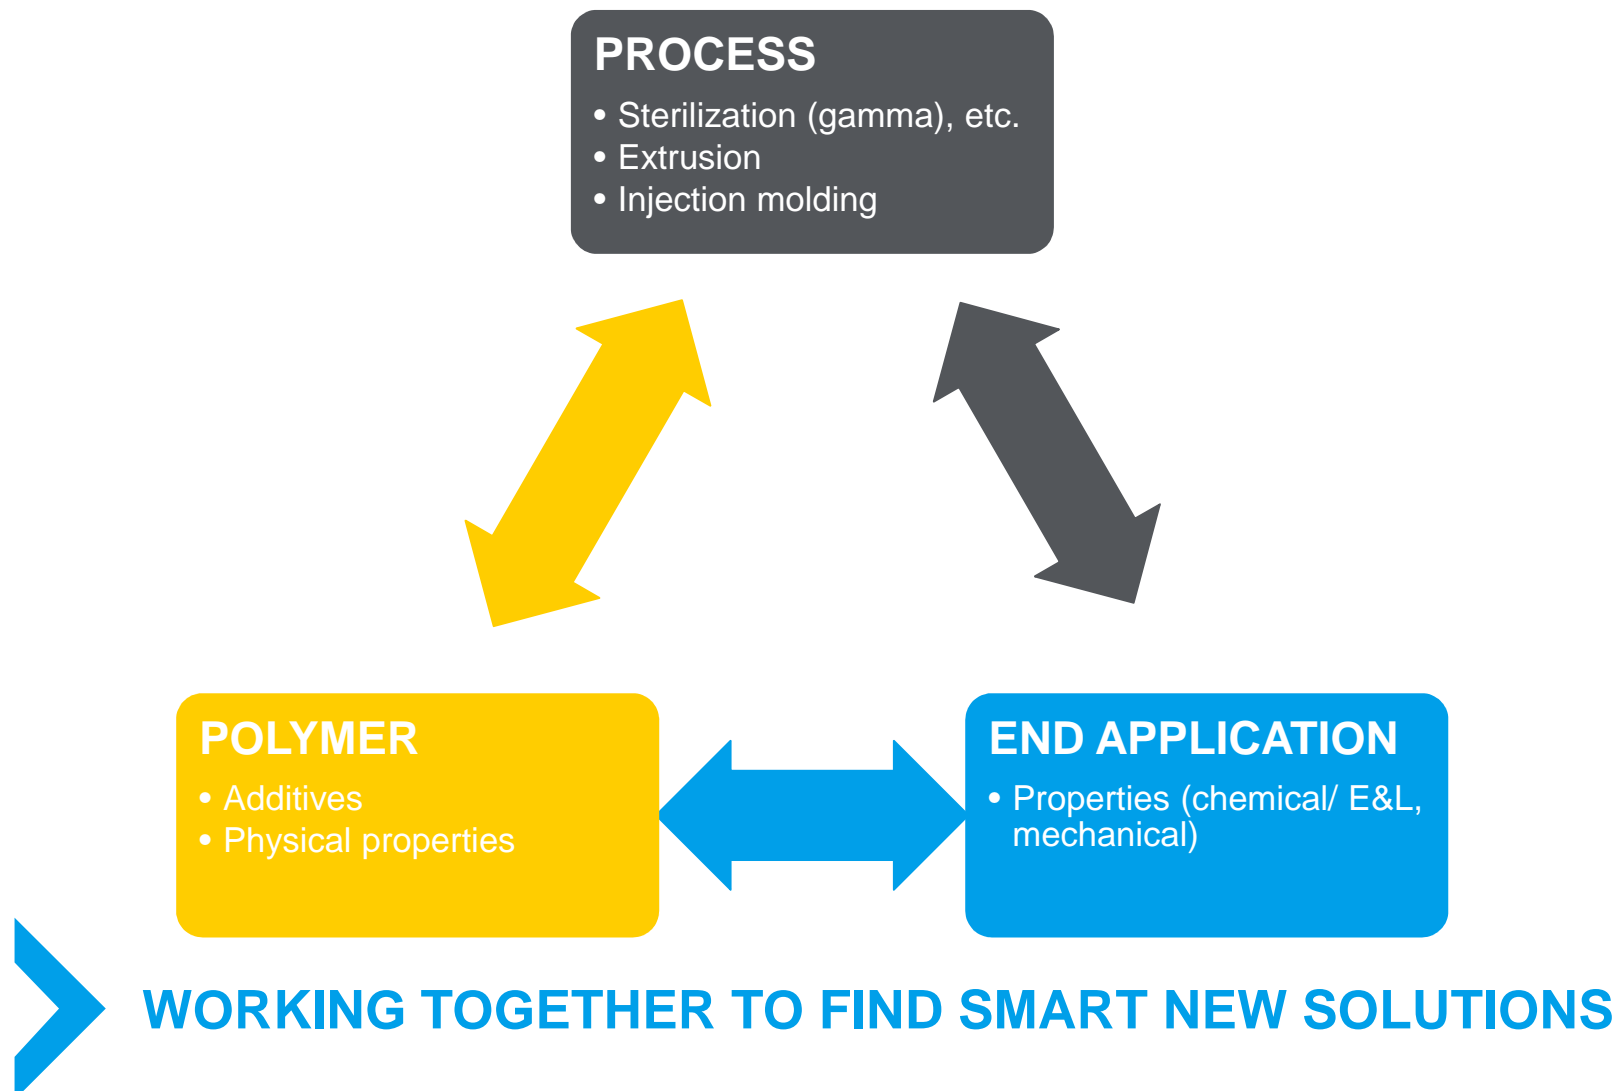 PROCESS
• Sterilization (gamma), etc.
• Extrusion
• Injection molding
POLYMER
• Additives
• Physical properties
END APPLICATION
• Properties (chemical/ E&L,
mechanical)
WORKING TOGETHER TO FIND SMART NEW SOLUTIONS